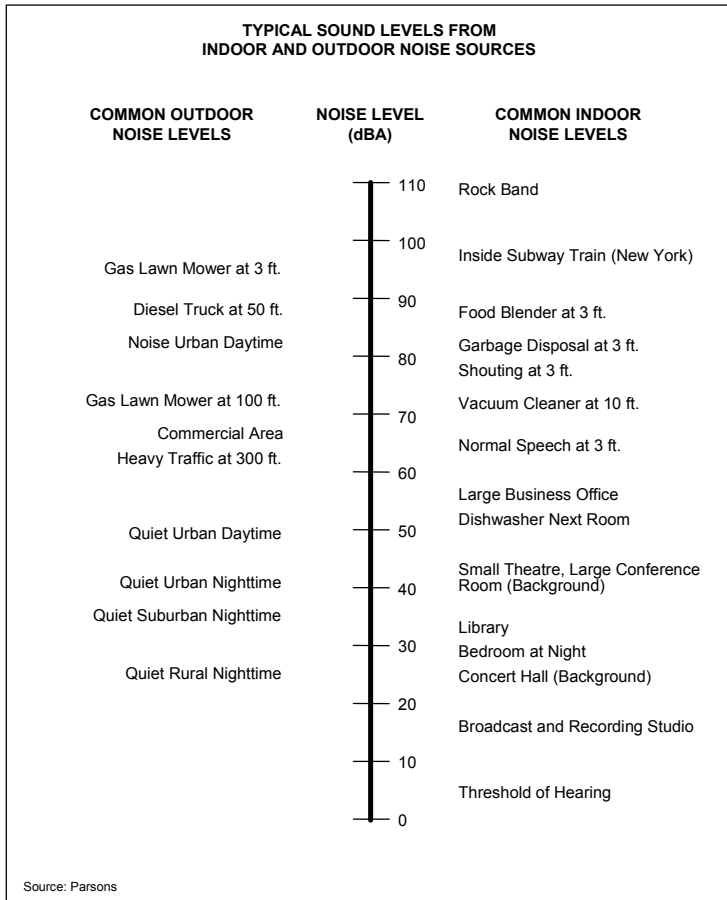 TYPICAL SOUND LEVELS FROM
INDOOR AND OUTDOOR NOISE SOURCES
COMMON OUTDOOR
NOISE LEVELS
NOISE LEVEL
(dBA)
COMMON INDOOR
NOISE LEVELS
110
Rock Band
100
Inside Subway Train (New York)
Gas Lawn Mower at 3 ft.
90
Diesel Truck at 50 ft.
Food Blender at 3 ft.
Noise Urban Daytime
Garbage Disposal at 3 ft.
80
Shouting at 3 ft.
Gas Lawn Mower at 100 ft.
Vacuum Cleaner at 10 ft.
70
Commercial Area
Normal Speech at 3 ft.
Heavy Traffic at 300 ft.
60
Large Business Office
Dishwasher Next Room
50
Quiet Urban Daytime
Small Theatre, Large Conference
Room (Background)
Quiet Urban Nighttime
40
Quiet Suburban Nighttime
Library
30
Bedroom at Night
Quiet Rural Nighttime
Concert Hall (Background)
20
Broadcast and Recording Studio
10
Threshold of Hearing
0
Source: Parsons